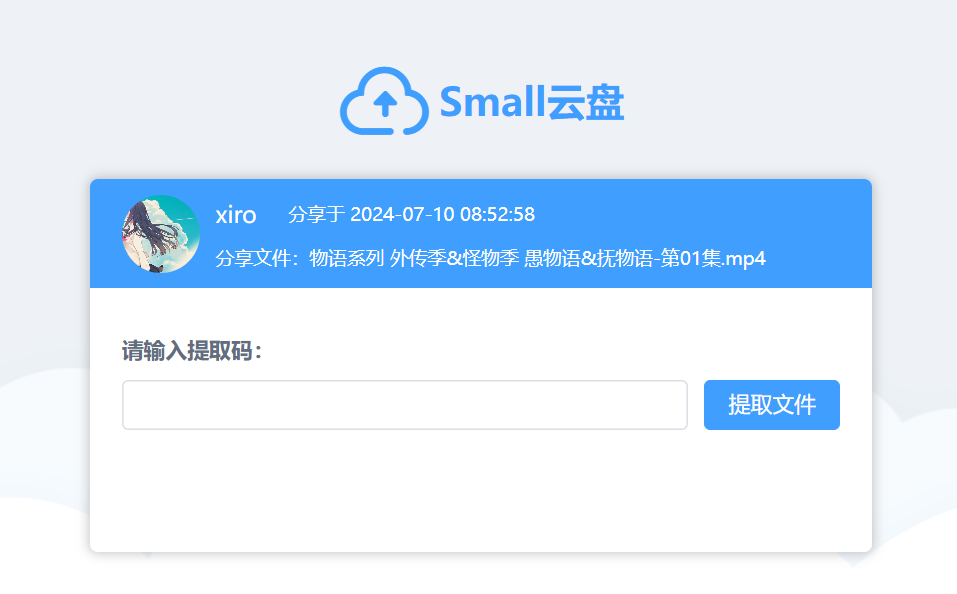 Small云盘
xiro 分享于 2024-07-10 08:52:58
分享文件：物语系列 外传季&怪物季 愚物语&抚物语-第01集.mp4
请输入提取码：
提取文件